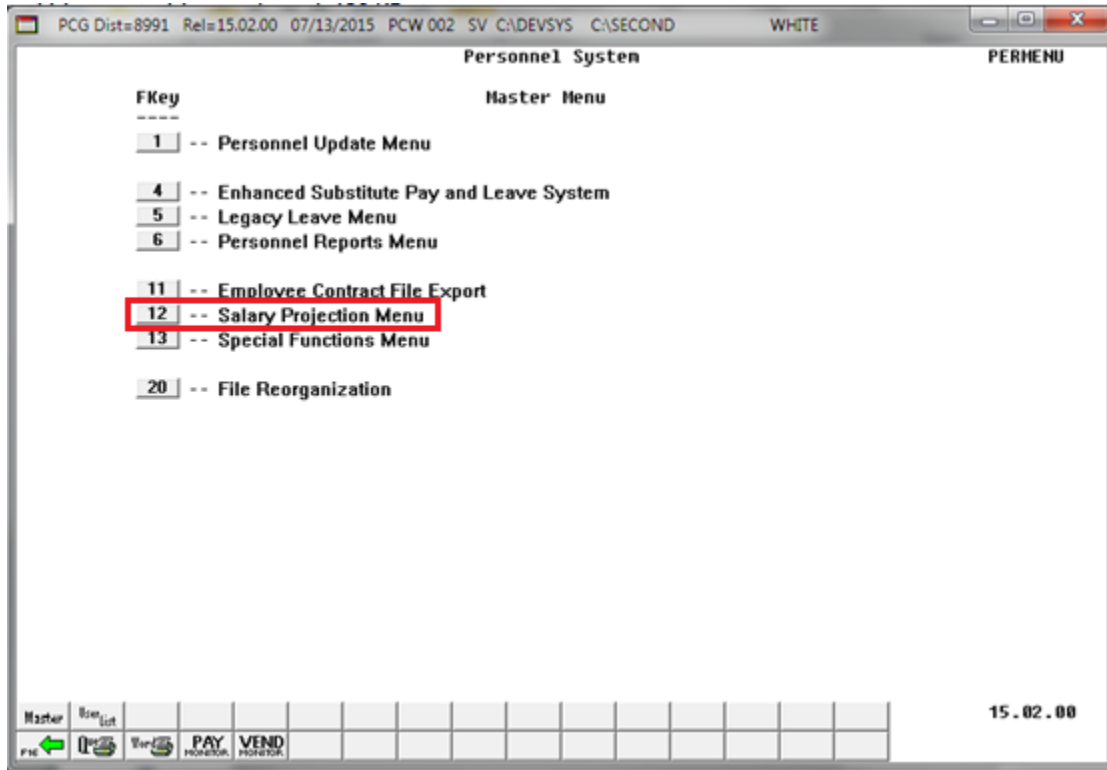 PCG Dist=8991 Rel=15.02.00 07/13/2015 PCW 002 SV C:\DEVSYS C:\SECOND WHITE
Personnel System PERMENU
FKey Master Menu
----
1 -- Personnel Update Menu
4 -- Enhanced Substitute Pay and Leave System
5 -- Legacy Leave Menu
6 -- Personnel Reports Menu
11 -- Employee Contract File Export
12 -- Salary Projection Menu
13 -- Special Functions Menu
20 -- File Reorganization
Master User List 15.02.00
F16 Word PAY MONITOR VEND MONITOR